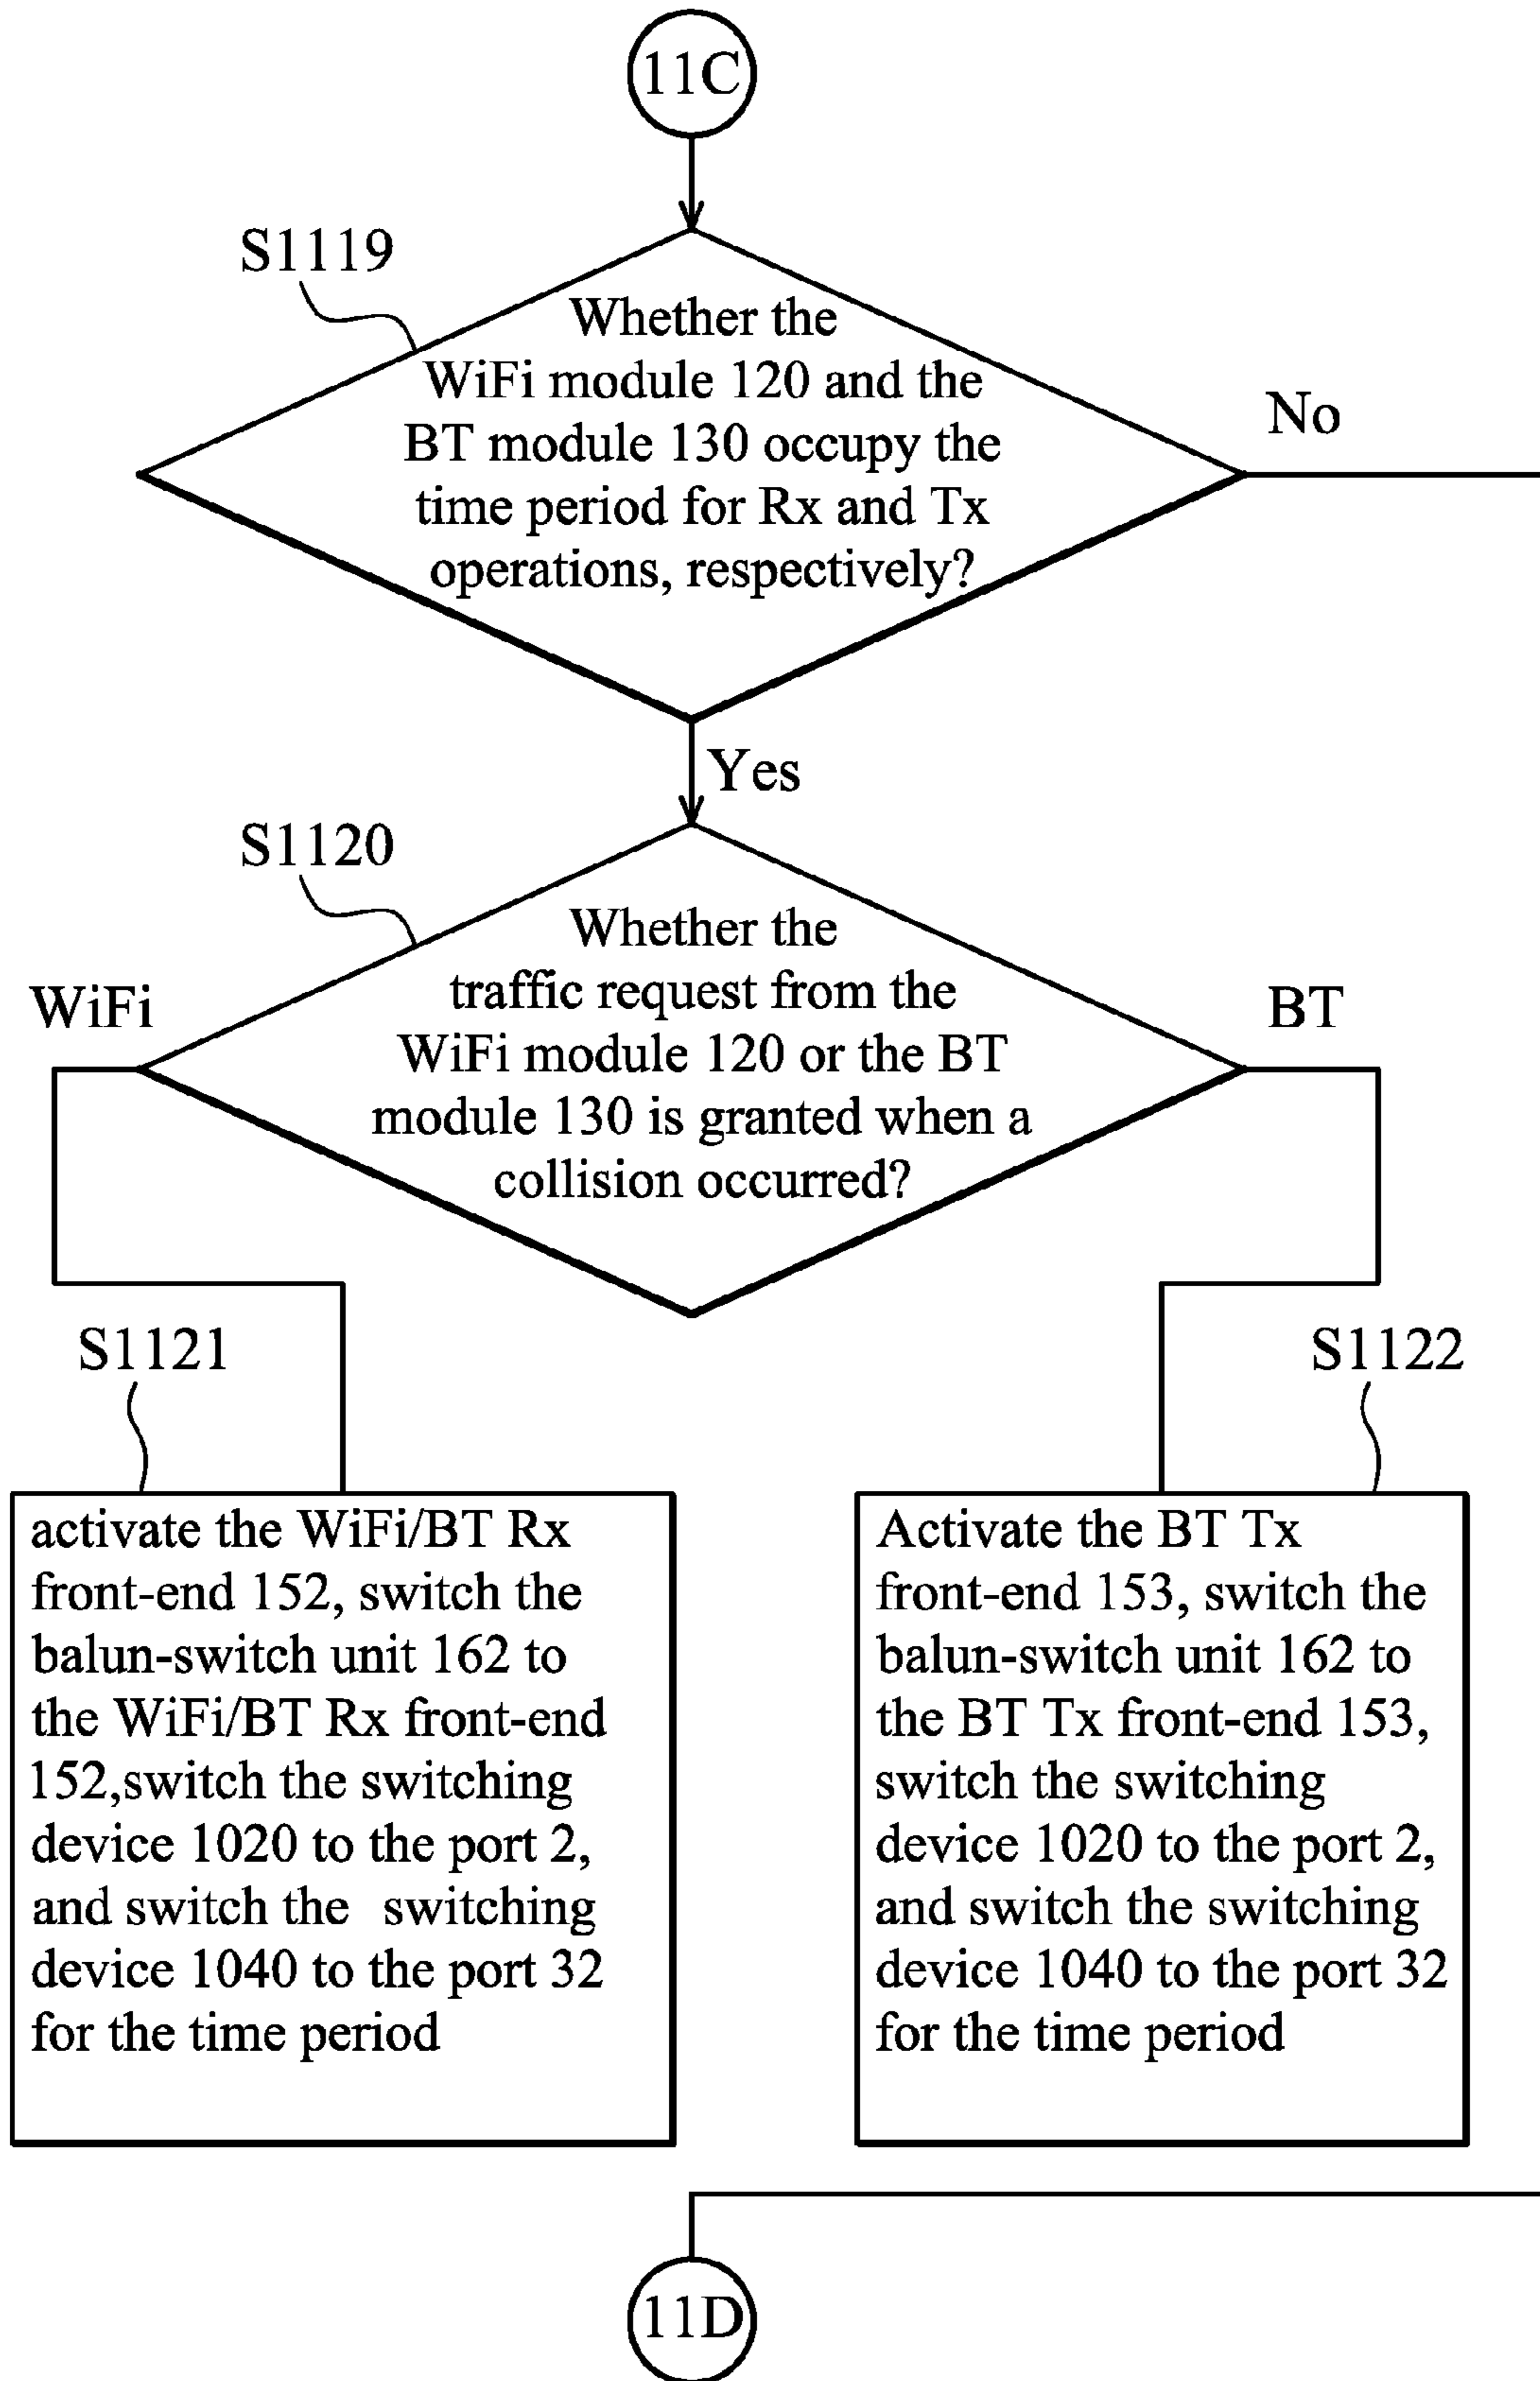 11C
S1119
Whether the
WiFi module 120 and the
BT module 130 occupy the
time period for Rx and Tx
operations, respectively?
No
Yes
S1120
Whether the
traffic request from the
WiFi module 120 or the BT
module 130 is granted when a
collision occurred?
WiFi
BT
S1121
activate the WiFi/BT Rx
front-end 152, switch the
balun-switch unit 162 to
the WiFi/BT Rx front-end
152,switch the switching
device 1020 to the port 2,
and switch the switching
device 1040 to the port 32
for the time period
S1122
Activate the BT Tx
front-end 153, switch the
balun-switch unit 162 to
the BT Tx front-end 153,
switch the switching
device 1020 to the port 2,
and switch the switching
device 1040 to the port 32
for the time period
11D